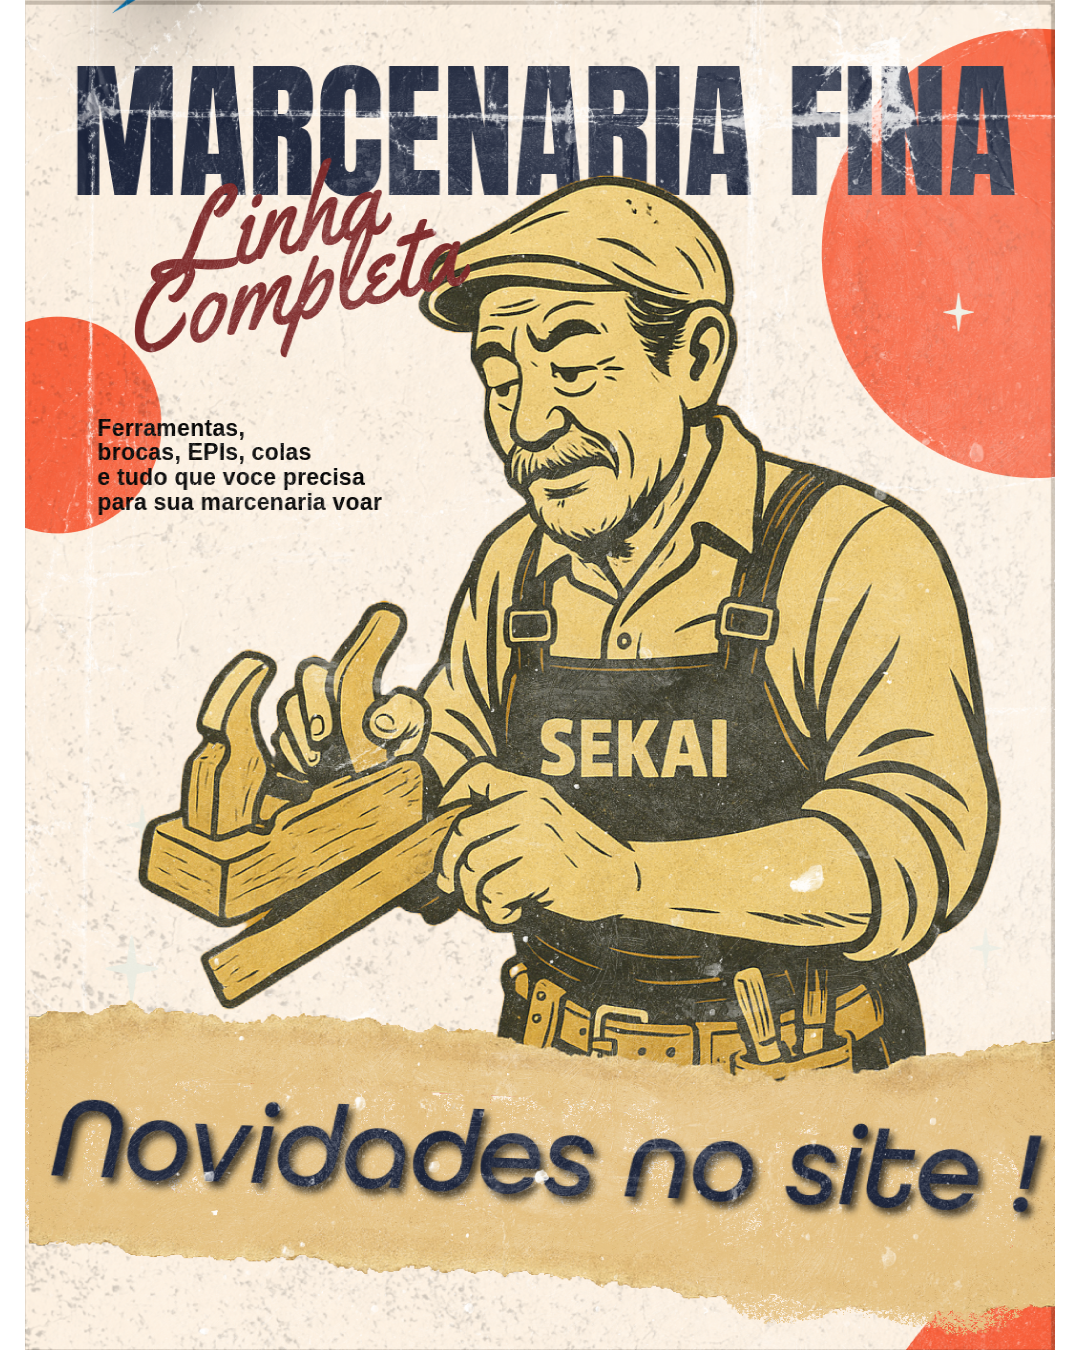 MARCENARIA FINA
Linha
Completa
Ferramentas,
brocas, EPIs, colas
e tudo que voce precisa
para sua marcenaria voar
SEKAI
Novidades no site !